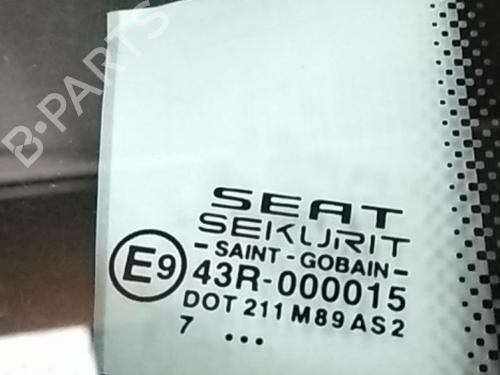 B-PARTS
SEAT
SEKURIT
- SAINT - GOBAIN -
E9 43R-000015
DOT 211 M89 AS2
7 ...